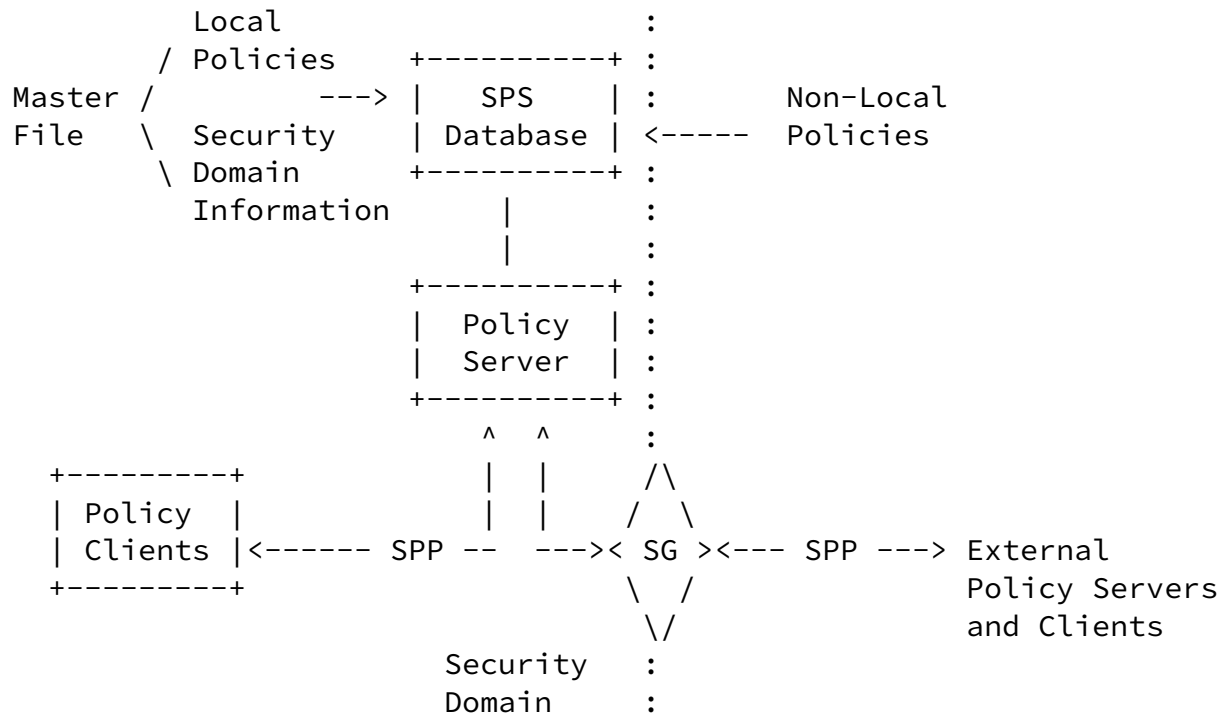 Local                        :
          / Policies    +----------+ :
Master /         ---> |   SPS    | :       Non-Local
File   \  Security   | Database | <-----  Policies
        \ Domain      +----------+ :
          Information      |       :
                           |       :
                      +----------+ :
                      |  Policy  | :
                      |  Server  | :
                      +----------+ :
                          ^  ^     :
  +---------+             |  |     /\
  | Policy  |             |  |    /  \
  | Clients |<------ SPP --  ---->< SG ><--- SPP ---> External
  +---------+                     \  /               Policy Servers
                                   \/                and Clients
                        Security   :
                        Domain     :